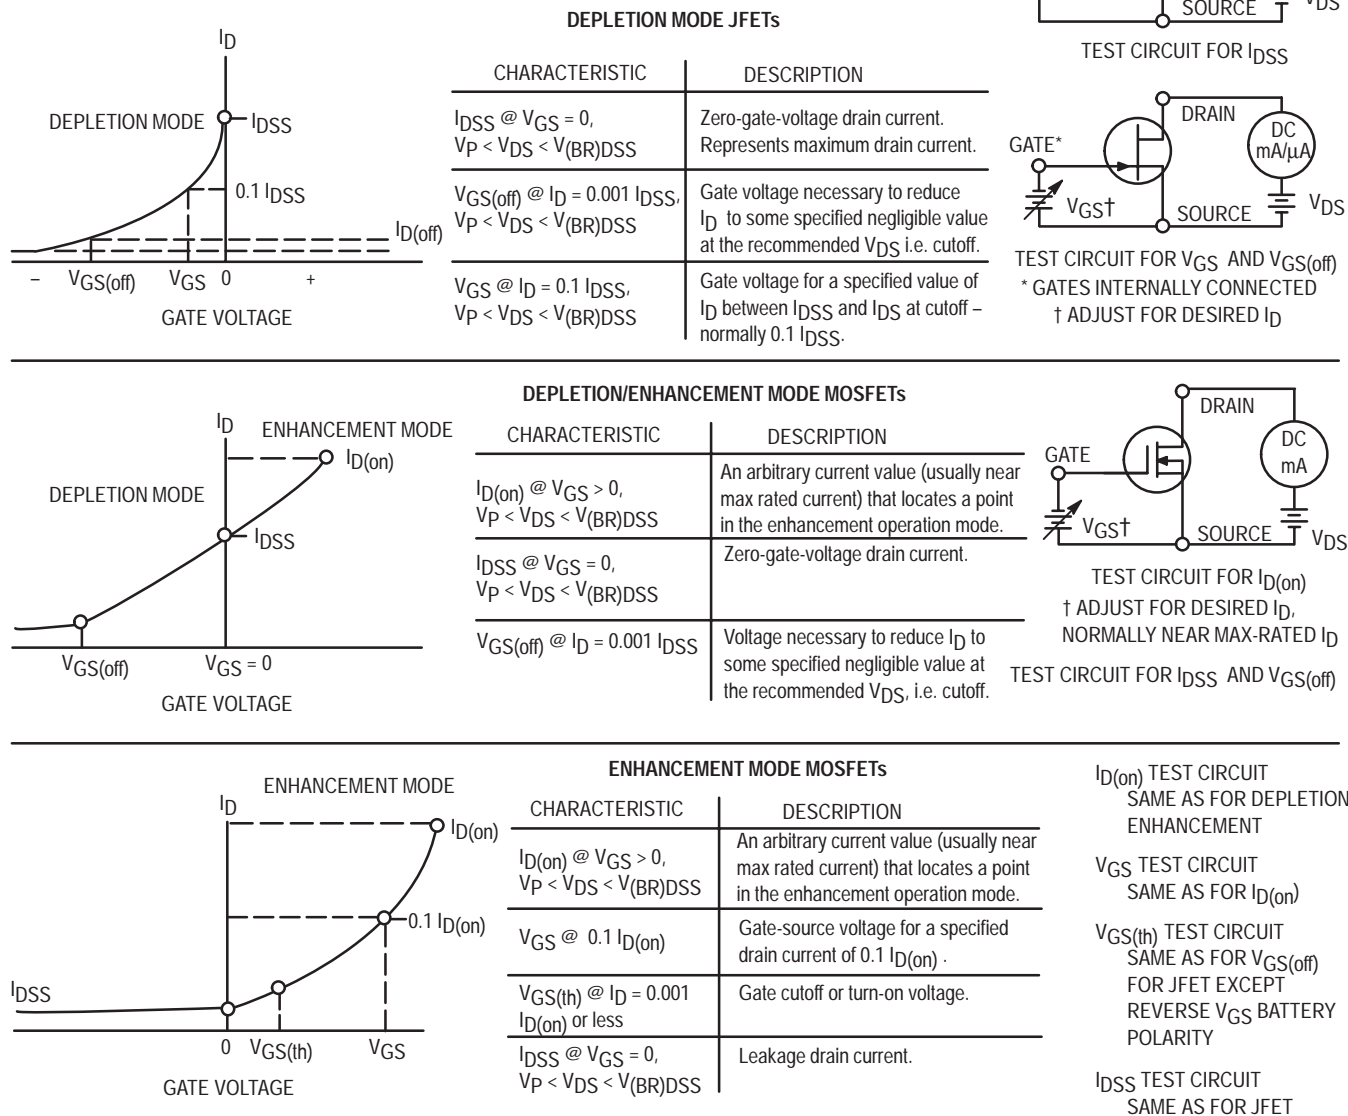 DEPLETION MODE JFETs
ID
DEPLETION MODE
IDSS
0.1 IDSS
ID(off)
– VGS(off) VGS 0 +
GATE VOLTAGE
CHARACTERISTIC DESCRIPTION
IDSS @ VGS = 0,
VP < VDS < V(BR)DSS
Zero-gate-voltage drain current.
Represents maximum drain current.
VGS(off) @ ID = 0.001 IDSS,
VP < VDS < V(BR)DSS
Gate voltage necessary to reduce
ID to some specified negligible value
at the recommended VDS i.e. cutoff.
VGS @ ID = 0.1 IDSS,
VP < VDS < V(BR)DSS
Gate voltage for a specified value of
ID between IDSS and IDS at cutoff –
normally 0.1 IDSS.
SOURCE VDS
TEST CIRCUIT FOR IDSS
DRAIN
GATE*
DC
mA/μA
VGS†
SOURCE
VDS
TEST CIRCUIT FOR VGS AND VGS(off)
* GATES INTERNALLY CONNECTED
† ADJUST FOR DESIRED ID
DEPLETION/ENHANCEMENT MODE MOSFETs
ID ENHANCEMENT MODE
ID(on)
DEPLETION MODE
IDSS
VGS(off) VGS = 0
GATE VOLTAGE
CHARACTERISTIC DESCRIPTION
ID(on) @ VGS > 0,
VP < VDS < V(BR)DSS
An arbitrary current value (usually near
max rated current) that locates a point
in the enhancement operation mode.
IDSS @ VGS = 0,
VP < VDS < V(BR)DSS
Zero-gate-voltage drain current.
VGS(off) @ ID = 0.001 IDSS
Voltage necessary to reduce ID to
some specified negligible value at
the recommended VDS, i.e. cutoff.
DRAIN
GATE
DC
mA
VGS†
SOURCE
VDS
TEST CIRCUIT FOR ID(on)
† ADJUST FOR DESIRED ID,
NORMALLY NEAR MAX-RATED ID
TEST CIRCUIT FOR IDSS AND VGS(off)
ENHANCEMENT MODE MOSFETs
ENHANCEMENT MODE
ID
ID(on)
0.1 ID(on)
IDSS
0 VGS(th) VGS
GATE VOLTAGE
CHARACTERISTIC DESCRIPTION
ID(on) @ VGS > 0,
VP < VDS < V(BR)DSS
An arbitrary current value (usually near
max rated current) that locates a point
in the enhancement operation mode.
VGS @ 0.1 ID(on)
Gate-source voltage for a specified
drain current of 0.1 ID(on) .
VGS(th) @ ID = 0.001
ID(on) or less
Gate cutoff or turn-on voltage.
IDSS @ VGS = 0,
VP < VDS < V(BR)DSS
Leakage drain current.
ID(on) TEST CIRCUIT
SAME AS FOR DEPLETION
ENHANCEMENT
VGS TEST CIRCUIT
SAME AS FOR ID(on)
VGS(th) TEST CIRCUIT
SAME AS FOR VGS(off)
FOR JFET EXCEPT
REVERSE VGS BATTERY
POLARITY
IDSS TEST CIRCUIT
SAME AS FOR JFET